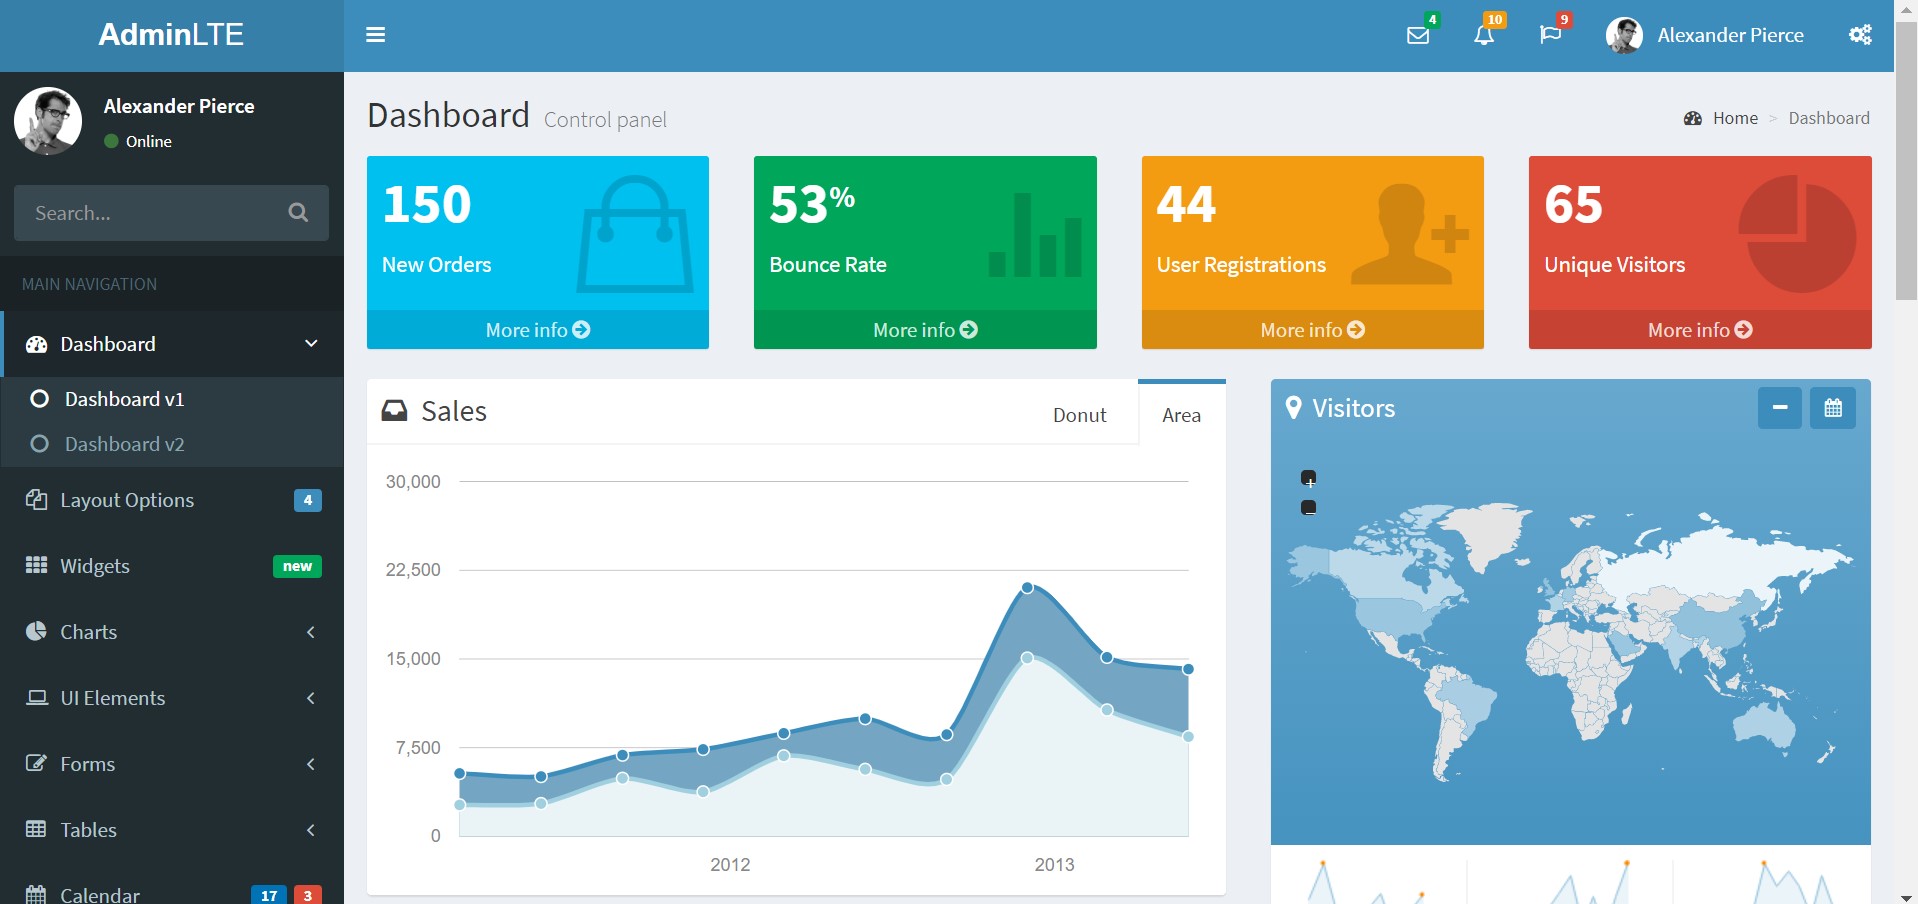 AdminLTE
4
10
9
Alexander Pierce
Alexander Pierce
Online
Search...
MAIN NAVIGATION
Dashboard
Dashboard v1
Dashboard v2
Layout Options 4
Widgets new
Charts
UI Elements
Forms
Tables
Calendar 17 3
Dashboard Control panel
Home > Dashboard
150
New Orders
More info
53%
Bounce Rate
More info
44
User Registrations
More info
65
Unique Visitors
More info
Sales
Donut
Area
30,000
22,500
15,000
7,500
0
2012
2013
Visitors
+
−